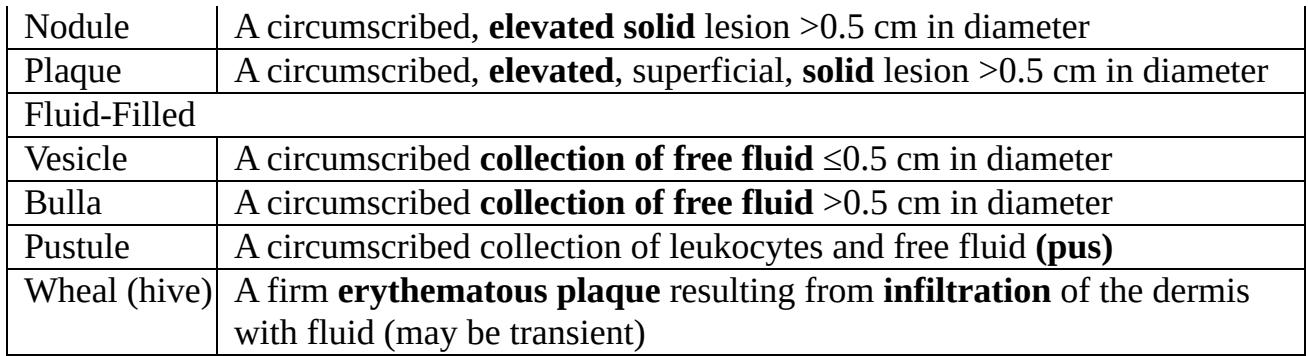 Nodule A circumscribed, elevated solid lesion >0.5 cm in diameter
Plaque A circumscribed, elevated, superficial, solid lesion >0.5 cm in diameter
Fluid-Filled
Vesicle A circumscribed collection of free fluid ≤0.5 cm in diameter
Bulla A circumscribed collection of free fluid >0.5 cm in diameter
Pustule A circumscribed collection of leukocytes and free fluid (pus)
Wheal (hive) A firm erythematous plaque resulting from infiltration of the dermis
with fluid (may be transient)